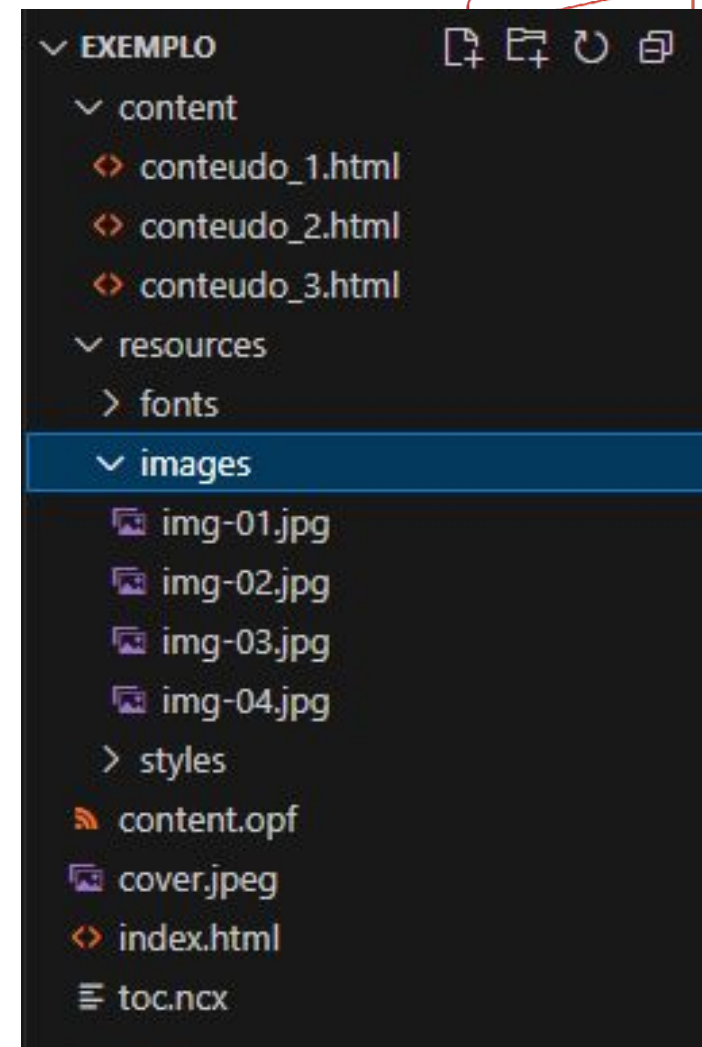 EXEMPLO
content
conteudo_1.html
conteudo_2.html
conteudo_3.html
resources
fonts
images
img-01.jpg
img-02.jpg
img-03.jpg
img-04.jpg
styles
content.opf
cover.jpeg
index.html
toc.ncx